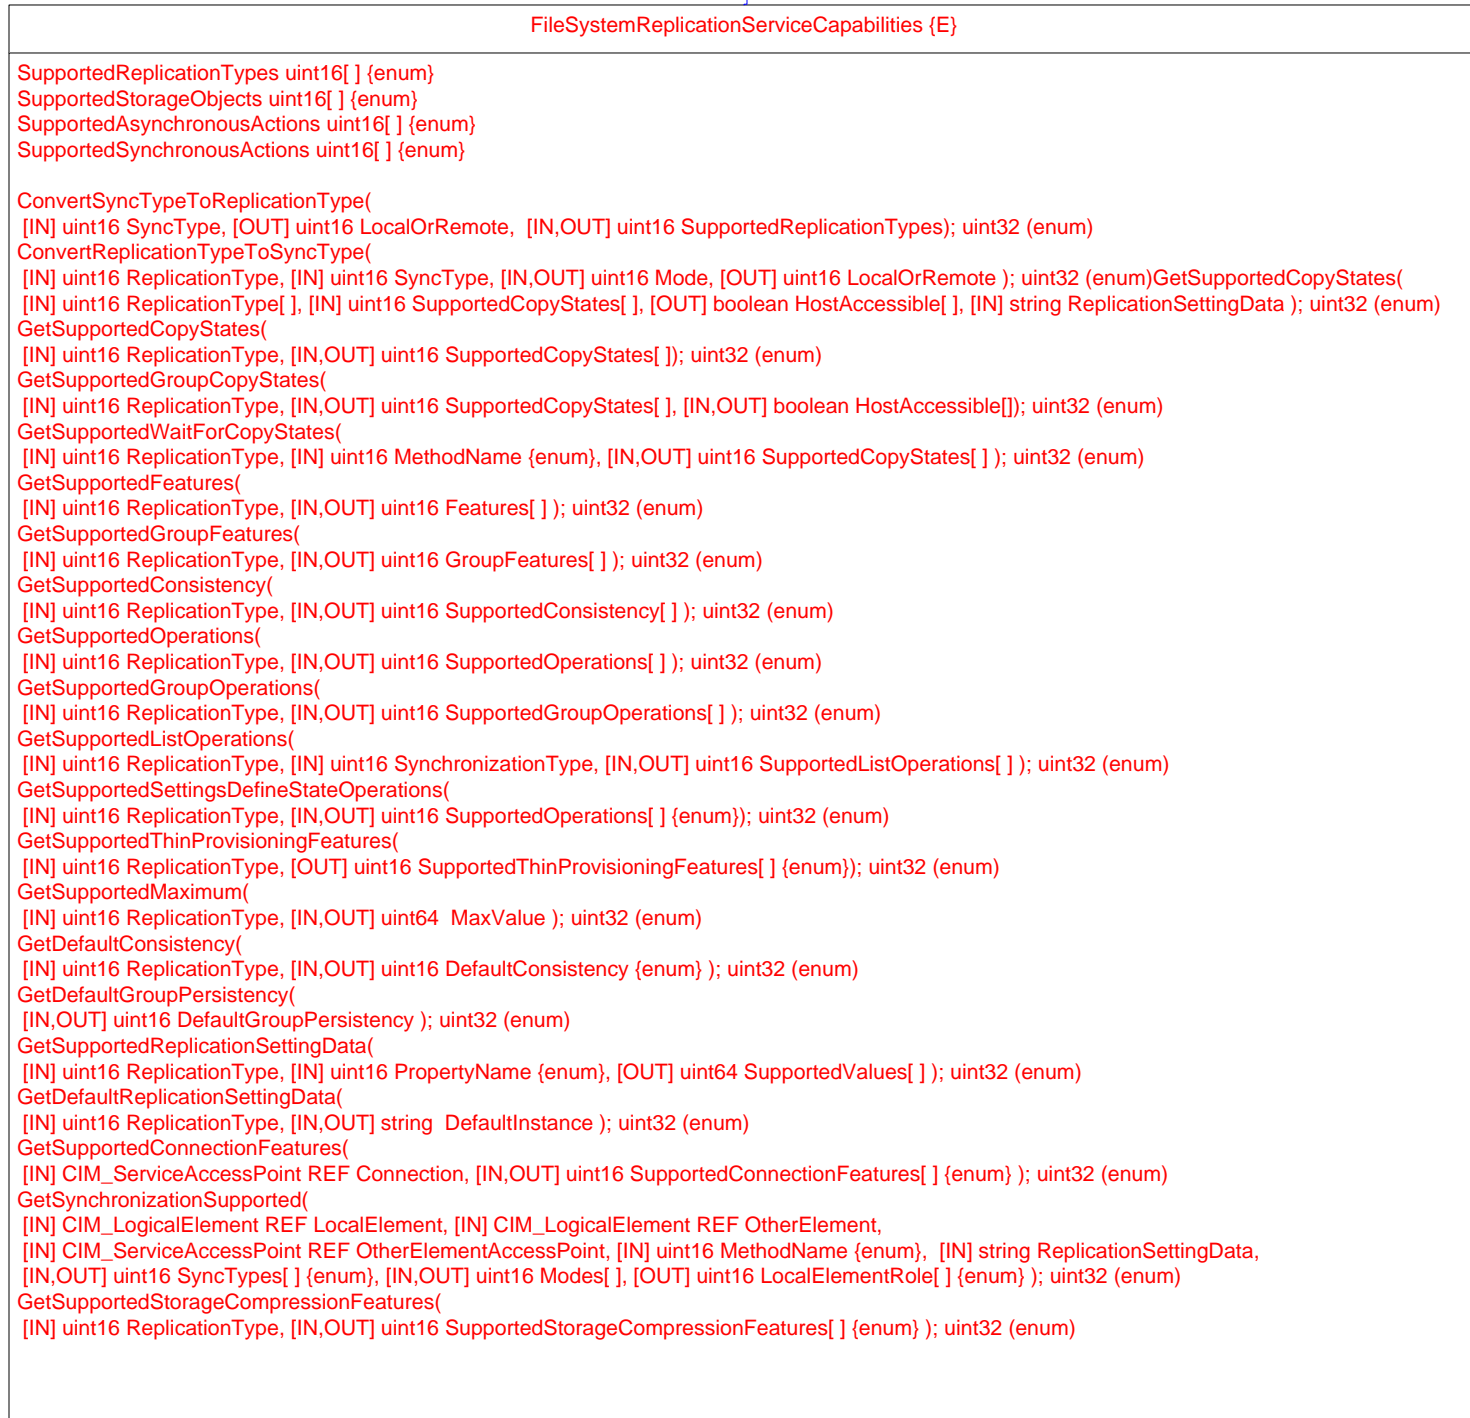 FileSystemReplicationServiceCapabilities {E}
SupportedReplicationTypes uint16[ ] {enum}
SupportedStorageObjects uint16[ ] {enum}
SupportedAsynchronousActions uint16[ ] {enum}
SupportedSynchronousActions uint16[ ] {enum}
ConvertSyncTypeToReplicationType(
[IN] uint16 SyncType, [OUT] uint16 LocalOrRemote,  [IN,OUT] uint16 SupportedReplicationTypes); uint32 (enum)
ConvertReplicationTypeToSyncType(
[IN] uint16 ReplicationType, [IN] uint16 SyncType, [IN,OUT] uint16 Mode, [OUT] uint16 LocalOrRemote ); uint32 (enum)GetSupportedCopyStates(
[IN] uint16 ReplicationType[ ], [IN] uint16 SupportedCopyStates[ ], [OUT] boolean HostAccessible[ ], [IN] string ReplicationSettingData ); uint32 (enum)
GetSupportedCopyStates(
[IN] uint16 ReplicationType, [IN,OUT] uint16 SupportedCopyStates[ ]); uint32 (enum)
GetSupportedGroupCopyStates(
[IN] uint16 ReplicationType, [IN,OUT] uint16 SupportedCopyStates[ ], [IN,OUT] boolean HostAccessible[]); uint32 (enum)
GetSupportedWaitForCopyStates(
[IN] uint16 ReplicationType, [IN] uint16 MethodName {enum}, [IN,OUT] uint16 SupportedCopyStates[ ] ); uint32 (enum)
GetSupportedFeatures(
[IN] uint16 ReplicationType, [IN,OUT] uint16 Features[ ] ); uint32 (enum)
GetSupportedGroupFeatures(
[IN] uint16 ReplicationType, [IN,OUT] uint16 GroupFeatures[ ] ); uint32 (enum)
GetSupportedConsistency(
[IN] uint16 ReplicationType, [IN,OUT] uint16 SupportedConsistency[ ] ); uint32 (enum)
GetSupportedOperations(
[IN] uint16 ReplicationType, [IN,OUT] uint16 SupportedOperations[ ] ); uint32 (enum)
GetSupportedGroupOperations(
[IN] uint16 ReplicationType, [IN,OUT] uint16 SupportedGroupOperations[ ] ); uint32 (enum)
GetSupportedListOperations(
[IN] uint16 ReplicationType, [IN] uint16 SynchronizationType, [IN,OUT] uint16 SupportedListOperations[ ] ); uint32 (enum)
GetSupportedSettingsDefineStateOperations(
[IN] uint16 ReplicationType, [IN,OUT] uint16 SupportedOperations[ ] {enum}); uint32 (enum)
GetSupportedThinProvisioningFeatures(
[IN] uint16 ReplicationType, [OUT] uint16 SupportedThinProvisioningFeatures[ ] {enum}); uint32 (enum)
GetSupportedMaximum(
[IN] uint16 ReplicationType, [IN,OUT] uint64  MaxValue ); uint32 (enum)
GetDefaultConsistency(
[IN] uint16 ReplicationType, [IN,OUT] uint16 DefaultConsistency {enum} ); uint32 (enum)
GetDefaultGroupPersistency(
[IN,OUT] uint16 DefaultGroupPersistency ); uint32 (enum)
GetSupportedReplicationSettingData(
[IN] uint16 ReplicationType, [IN] uint16 PropertyName {enum}, [OUT] uint64 SupportedValues[ ] ); uint32 (enum)
GetDefaultReplicationSettingData(
[IN] uint16 ReplicationType, [IN,OUT] string  DefaultInstance ); uint32 (enum)
GetSupportedConnectionFeatures(
[IN] CIM_ServiceAccessPoint REF Connection, [IN,OUT] uint16 SupportedConnectionFeatures[ ] {enum} ); uint32 (enum)
GetSynchronizationSupported(
[IN] CIM_LogicalElement REF LocalElement, [IN] CIM_LogicalElement REF OtherElement,
[IN] CIM_ServiceAccessPoint REF OtherElementAccessPoint, [IN] uint16 MethodName {enum},  [IN] string ReplicationSettingData,
[IN,OUT] uint16 SyncTypes[ ] {enum}, [IN,OUT] uint16 Modes[ ], [OUT] uint16 LocalElementRole[ ] {enum} ); uint32 (enum)
GetSupportedStorageCompressionFeatures(
[IN] uint16 ReplicationType, [IN,OUT] uint16 SupportedStorageCompressionFeatures[ ] {enum} ); uint32 (enum)